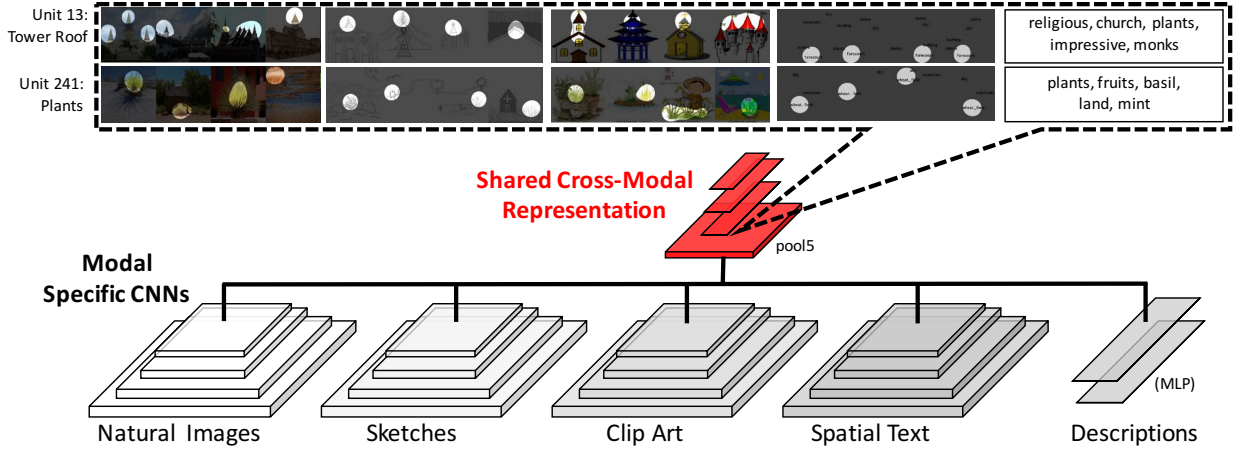 Unit 13:
Tower Roof
religious, church, plants,
impressive, monks
Unit 241:
Plants
plants, fruits, basil,
land, mint
Shared Cross-Modal
Representation
pool5
Modal
Specific CNNs
(MLP)
Natural Images
Sketches
Clip Art
Spatial Text
Descriptions